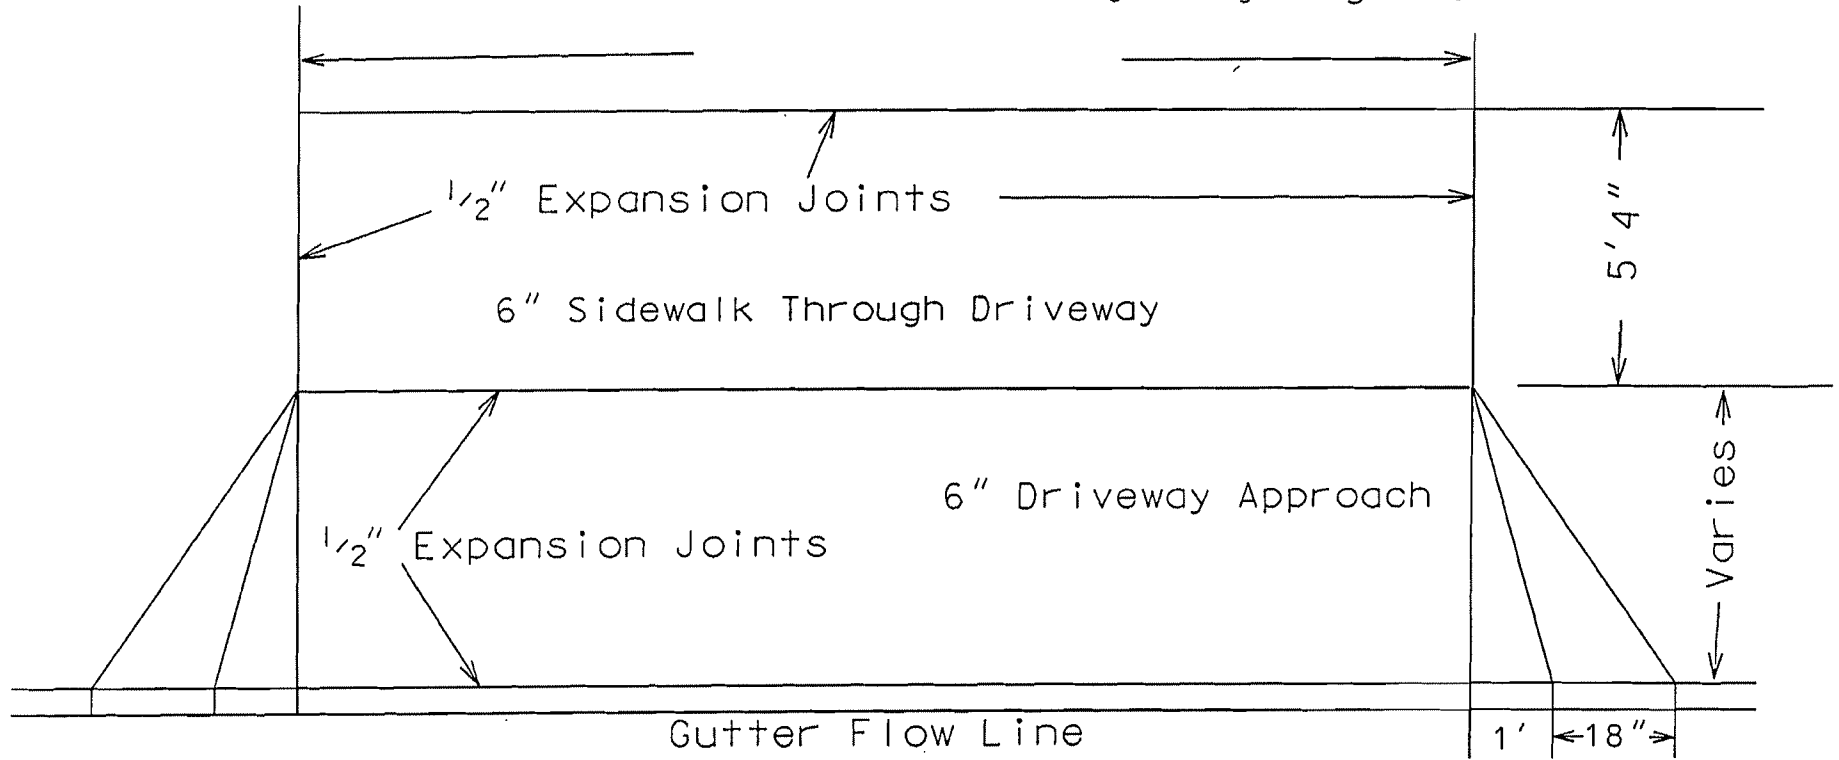 1/2" Expansion Joints
5'4"
6" Sidewalk Through Driveway
6" Driveway Approach
1/2" Expansion Joints
Varies
Gutter Flow Line
1'
18"